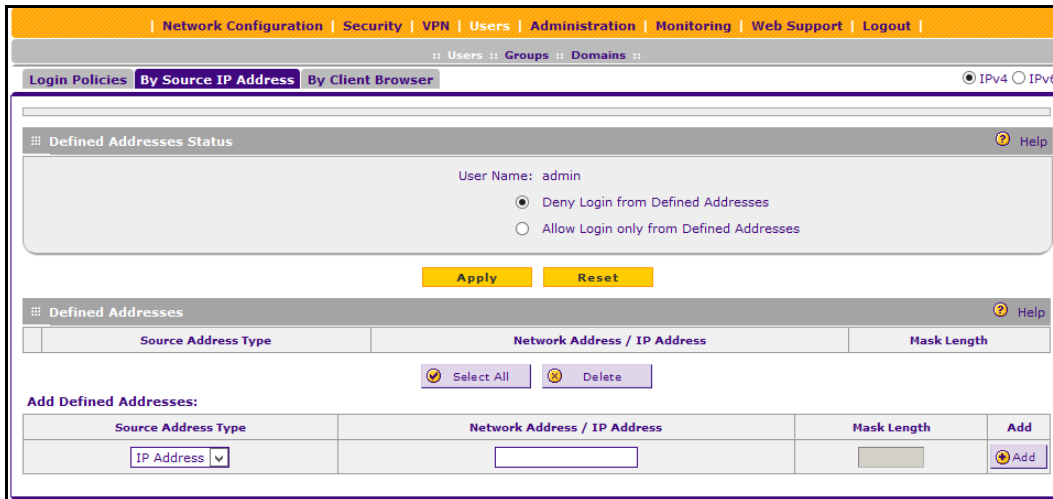 | Network Configuration | Security | VPN | Users | Administration | Monitoring | Web Support | Logout |
:: Users :: Groups :: Domains ::
Login Policies By Source IP Address By Client Browser IPv4 IPv6
Defined Addresses Status Help
User Name: admin
Deny Login from Defined Addresses
Allow Login only from Defined Addresses
Apply Reset
Defined Addresses Help
Source Address Type Network Address / IP Address Mask Length
Select All Delete
Add Defined Addresses:
Source Address Type Network Address / IP Address Mask Length Add
IP Address Add